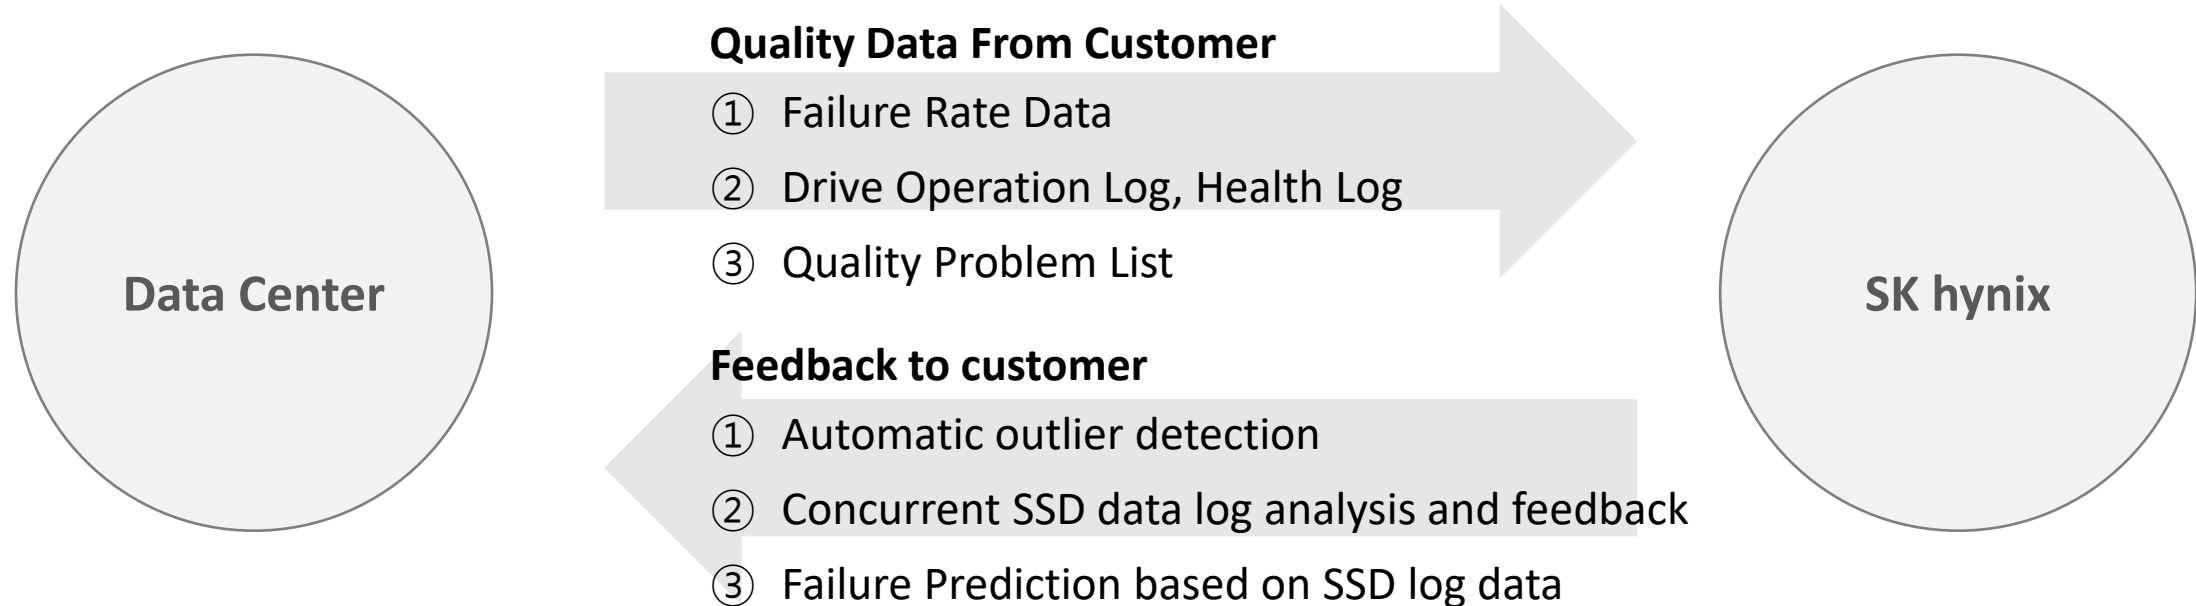 Data Center
Quality Data From Customer
① Failure Rate Data
② Drive Operation Log, Health Log
③ Quality Problem List
Feedback to customer
① Automatic outlier detection
② Concurrent SSD data log analysis and feedback
③ Failure Prediction based on SSD log data
SK hynix